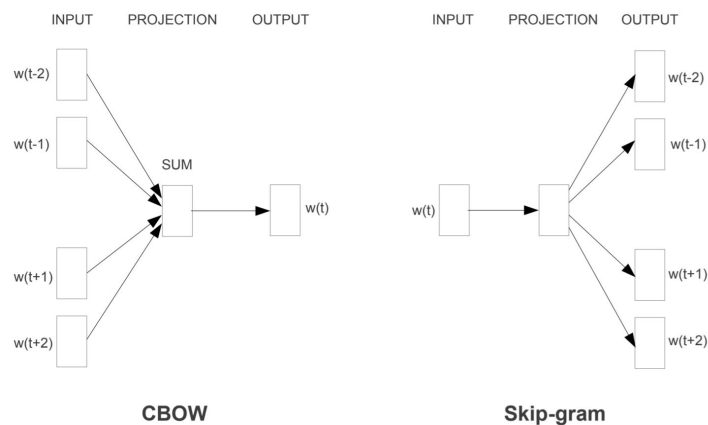 INPUT PROJECTION OUTPUT
w(t-2)
w(t-1)
SUM
w(t)
w(t+1)
w(t+2)
CBOW
INPUT PROJECTION OUTPUT
w(t-2)
w(t-1)
w(t)
w(t+1)
w(t+2)
Skip-gram